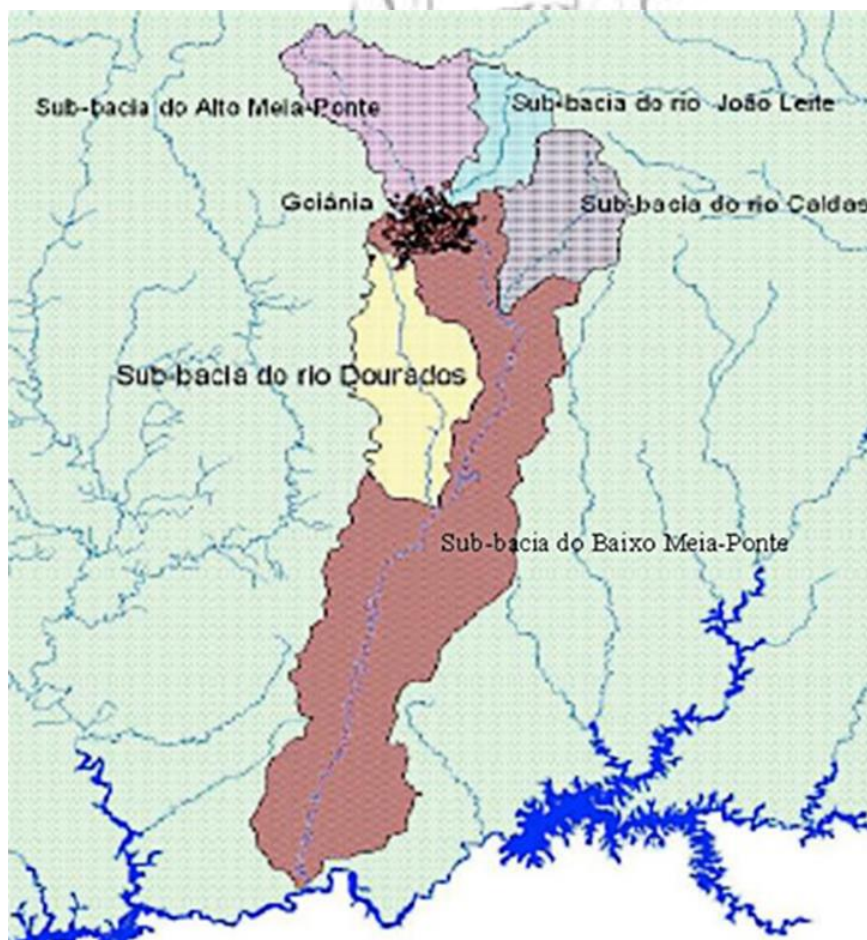 Sub-bacia do Alto Meia-Ponte
Sub-bacia do rio João Leite
Goiânia
Sub-bacia do rio Caldas
Sub-bacia do rio Dourados
Sub-bacia do Baixo Meia-Ponte